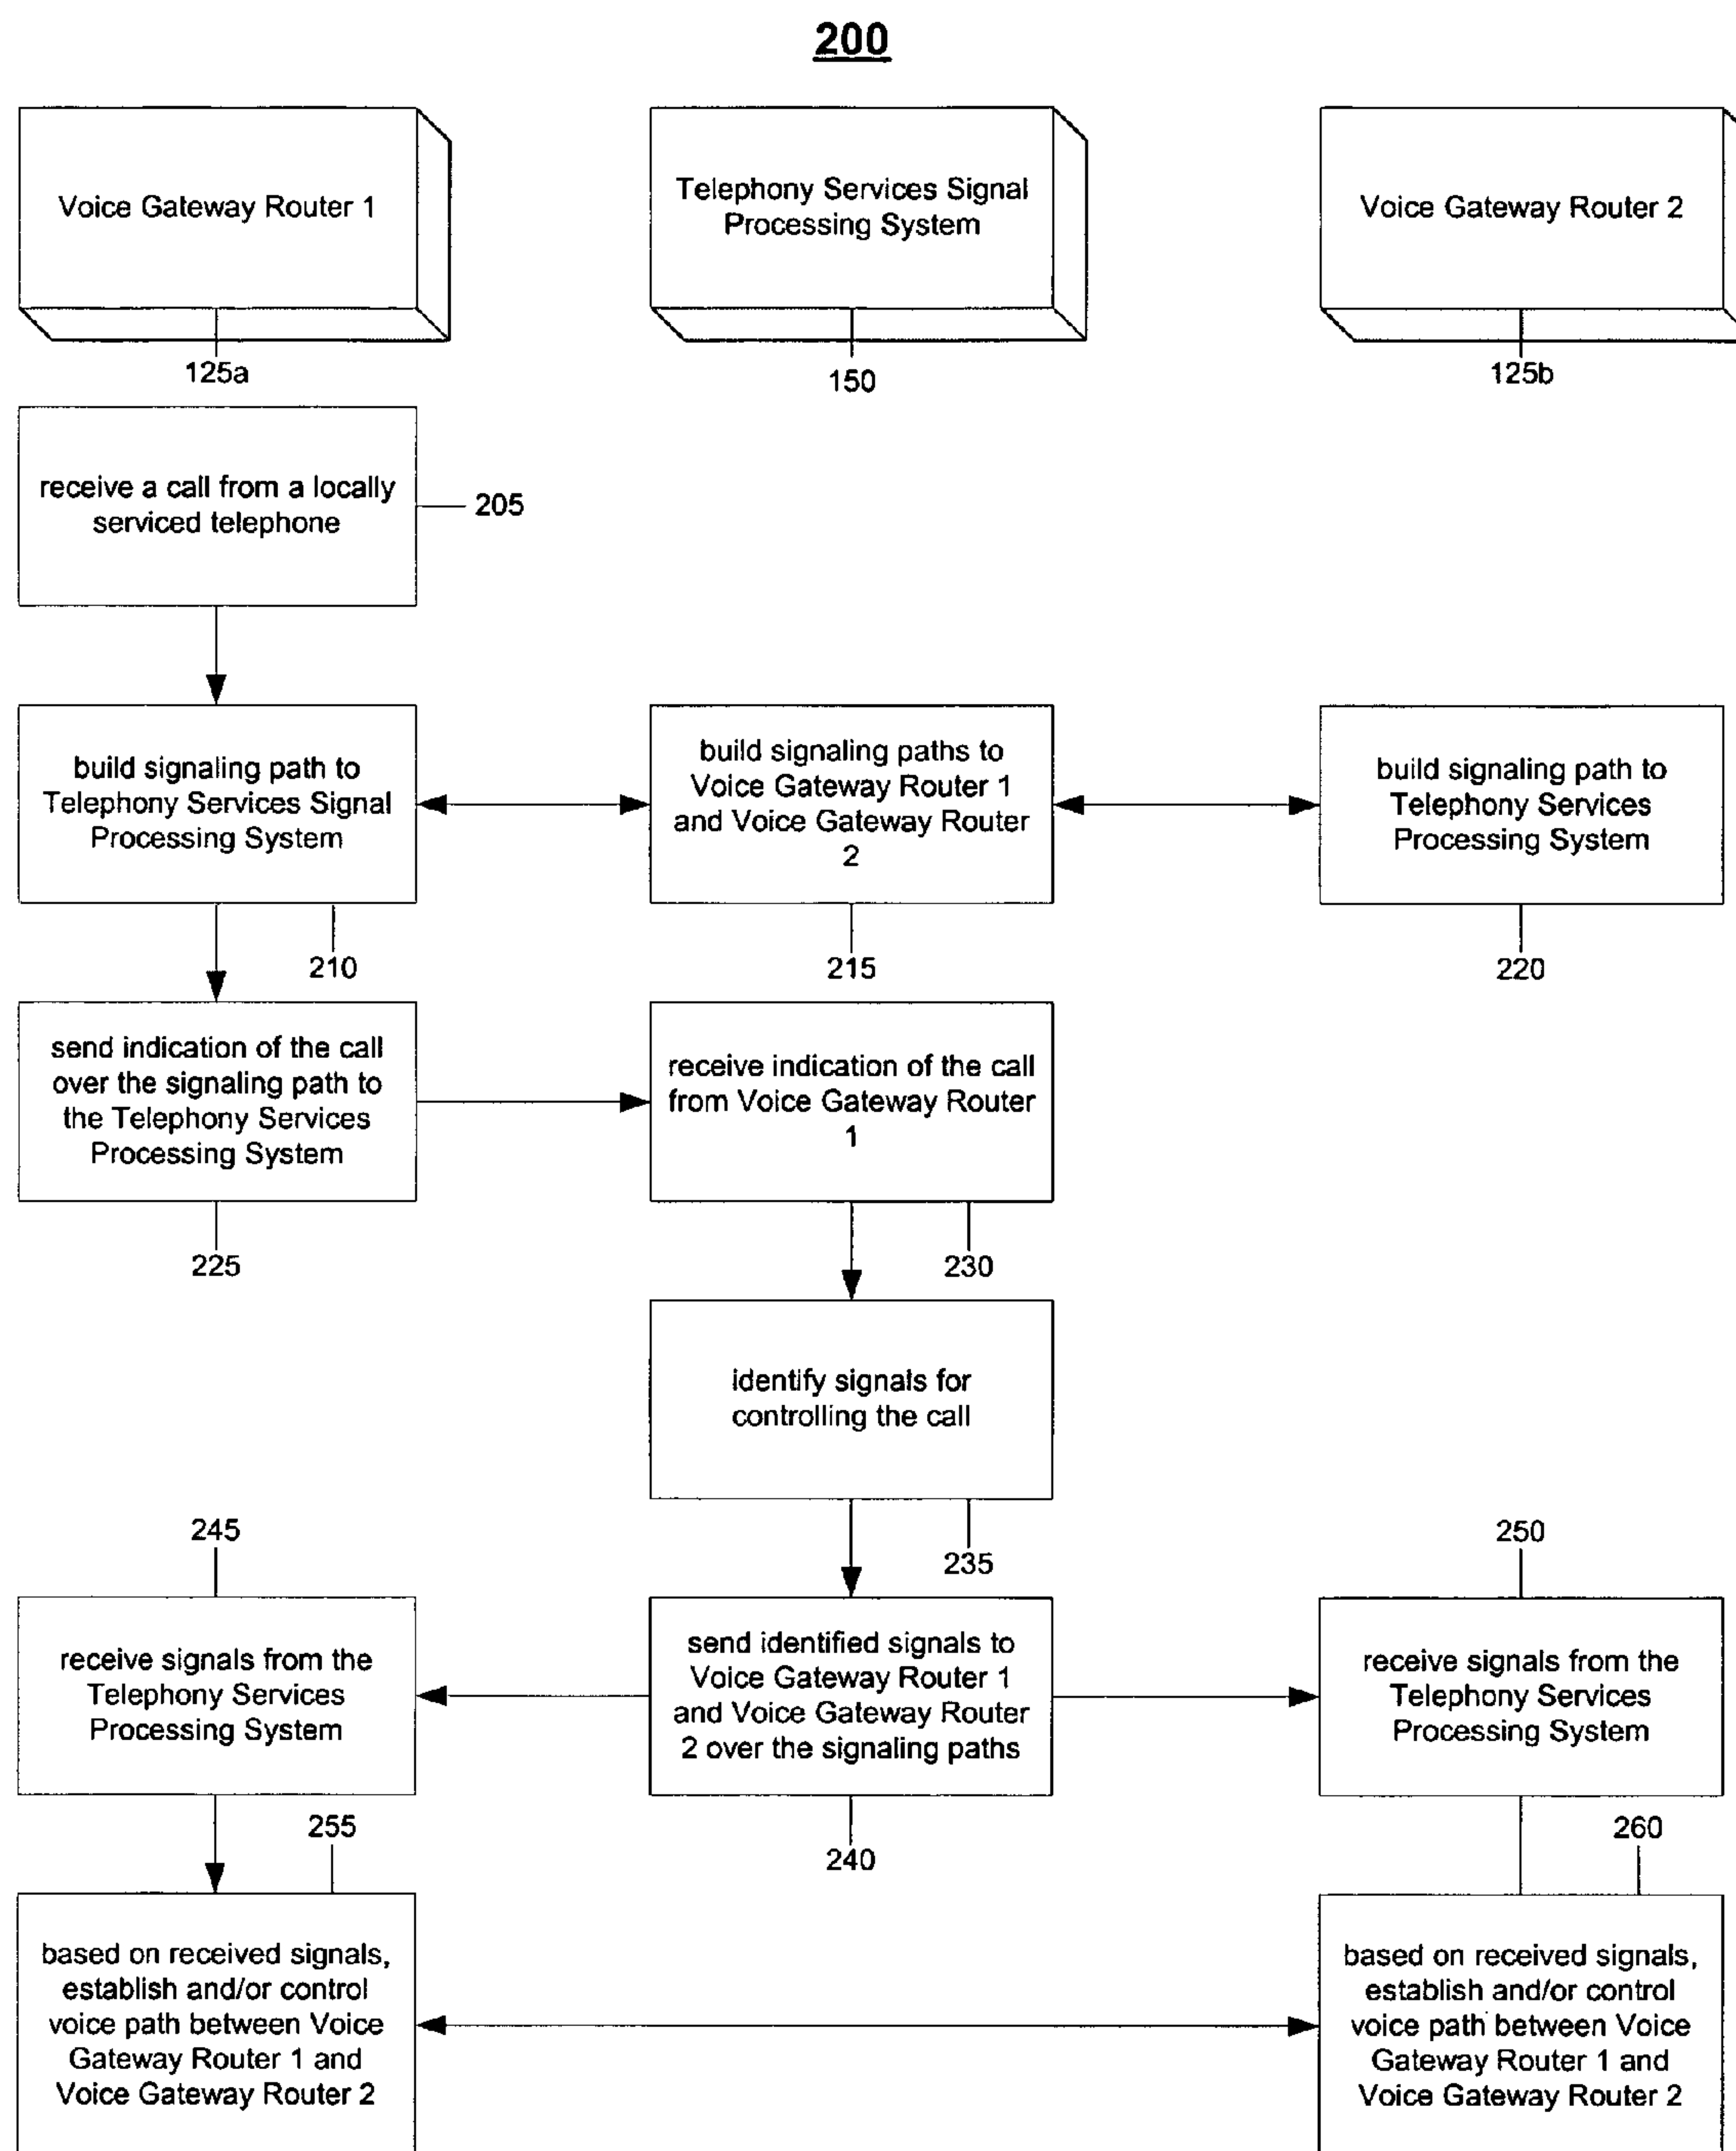 200
Voice Gateway Router 1
Telephony Services Signal
Processing System
Voice Gateway Router 2
125a
150
125b
receive a call from a locally
serviced telephone
205
build signaling path to
Telephony Services Signal
Processing System
build signaling paths to
Voice Gateway Router 1
and Voice Gateway Router
2
build signaling path to
Telephony Services
Processing System
210
215
220
send indication of the call
over the signaling path to
the Telephony Services
Processing System
receive indication of the call
from Voice Gateway Router
1
225
230
identify signals for
controlling the call
235
245
250
receive signals from the
Telephony Services
Processing System
send identified signals to
Voice Gateway Router 1
and Voice Gateway Router
2 over the signaling paths
receive signals from the
Telephony Services
Processing System
255
240
260
based on received signals,
establish and/or control
voice path between Voice
Gateway Router 1 and
Voice Gateway Router 2
based on received signals,
establish and/or control
voice path between Voice
Gateway Router 1 and
Voice Gateway Router 2